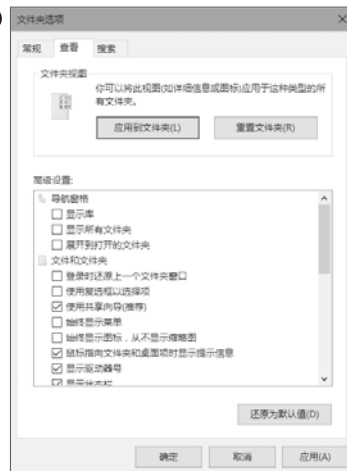 )
文件夹选项
常规 查看 搜索
文件夹视图
你可以将此视图(如详细信息或图标)应用于这种类型的所
有文件夹。
应用到文件夹(L) 重置文件夹(R)
高级设置:
导航窗格
显示库
显示所有文件夹
展开到打开的文件夹
文件和文件夹
登录时还原上一个文件夹窗口
使用复选框以选择项
使用共享向导(推荐)
始终显示菜单
始终显示图标，从不显示缩略图
鼠标指向文件夹和桌面项时显示提示信息
显示驱动器号
显示状态栏
还原为默认值(D)
确定 取消 应用(A)